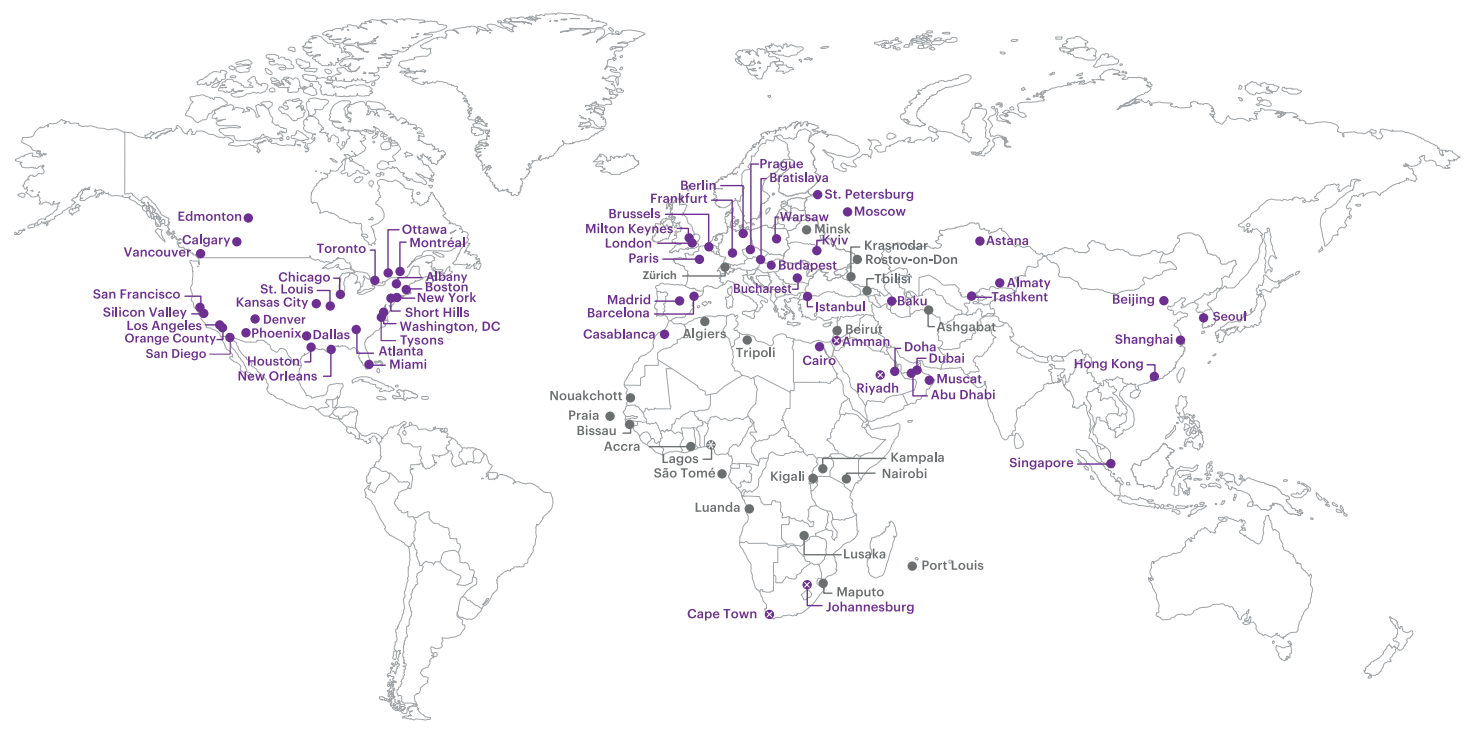 Edmonton
Calgary
Vancouver
Toronto
Ottawa
Montréal
Chicago
St. Louis
Kansas City
Albany
Boston
New York
Short Hills
Washington, DC
Tysons
San Francisco
Silicon Valley
Los Angeles
Orange County
San Diego
Denver
Phoenix
Dallas
Houston
New Orleans
Atlanta
Miami
Prague
Bratislava
Berlin
Frankfurt
Brussels
Milton Keynes
London
Paris
Zürich
St. Petersburg
Moscow
Warsaw
Minsk
Kyiv
Krasnodar
Rostov-on-Don
Tbilisi
Budapest
Bucharest
Istanbul
Madrid
Barcelona
Casablanca
Algiers
Tripoli
Baku
Ashgabat
Astana
Almaty
Tashkent
Beijing
Seoul
Shanghai
Hong Kong
Singapore
Beirut
Amman
Cairo
Doha
Dubai
Riyadh
Muscat
Abu Dhabi
Nouakchott
Praia
Bissau
Accra
Lagos
São Tomé
Luanda
Kampala
Kigali
Nairobi
Lusaka
Port Louis
Maputo
Johannesburg
Cape Town